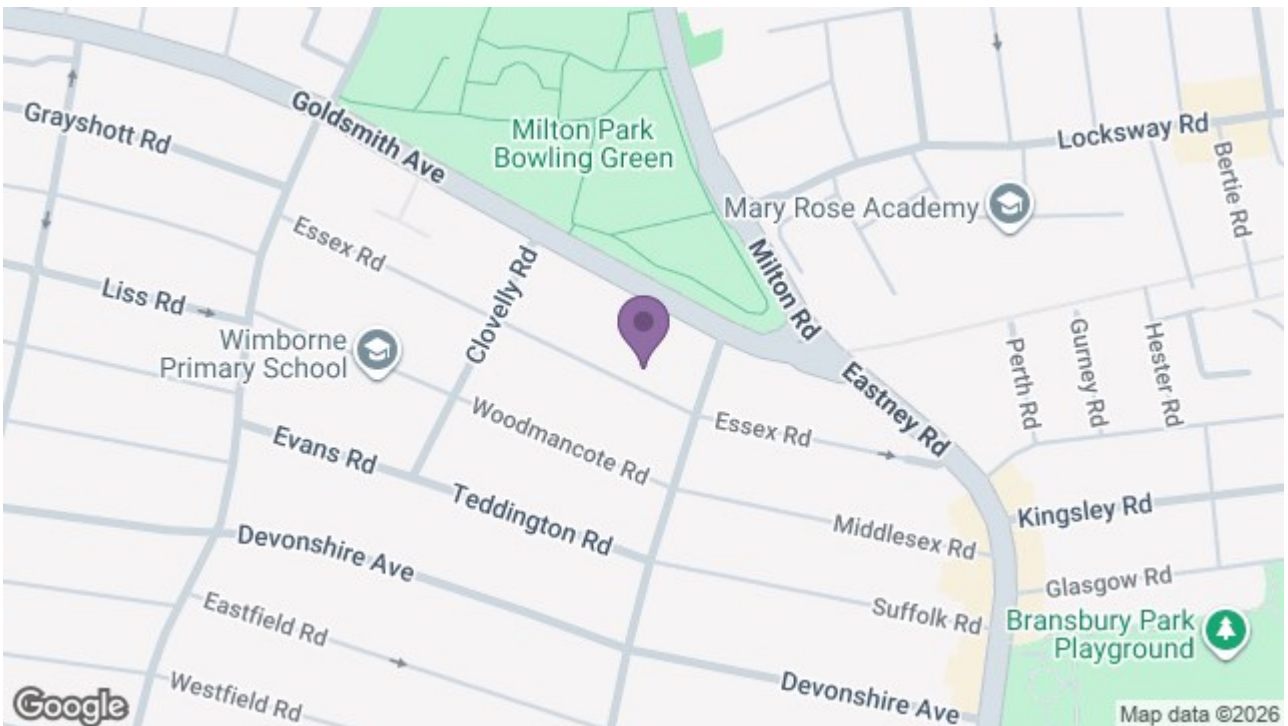 Grayshott Rd
Goldsmith Ave
Milton Park
Bowling Green
Locksway Rd
Bertie Rd
Mary Rose Academy
Essex Rd
Clovelly Rd
Milton Rd
Liss Rd
Wimborne
Primary School
Perth Rd
Gurney Rd
Hester Rd
Eastney Rd
Woodmancote Rd
Essex Rd
Evans Rd
Teddington Rd
Kingsley Rd
Middlesex Rd
Devonshire Ave
Glasgow Rd
Eastfield Rd
Suffolk Rd
Bransbury Park
Playground
Westfield Rd
Devonshire Ave
Google
Map data ©2026